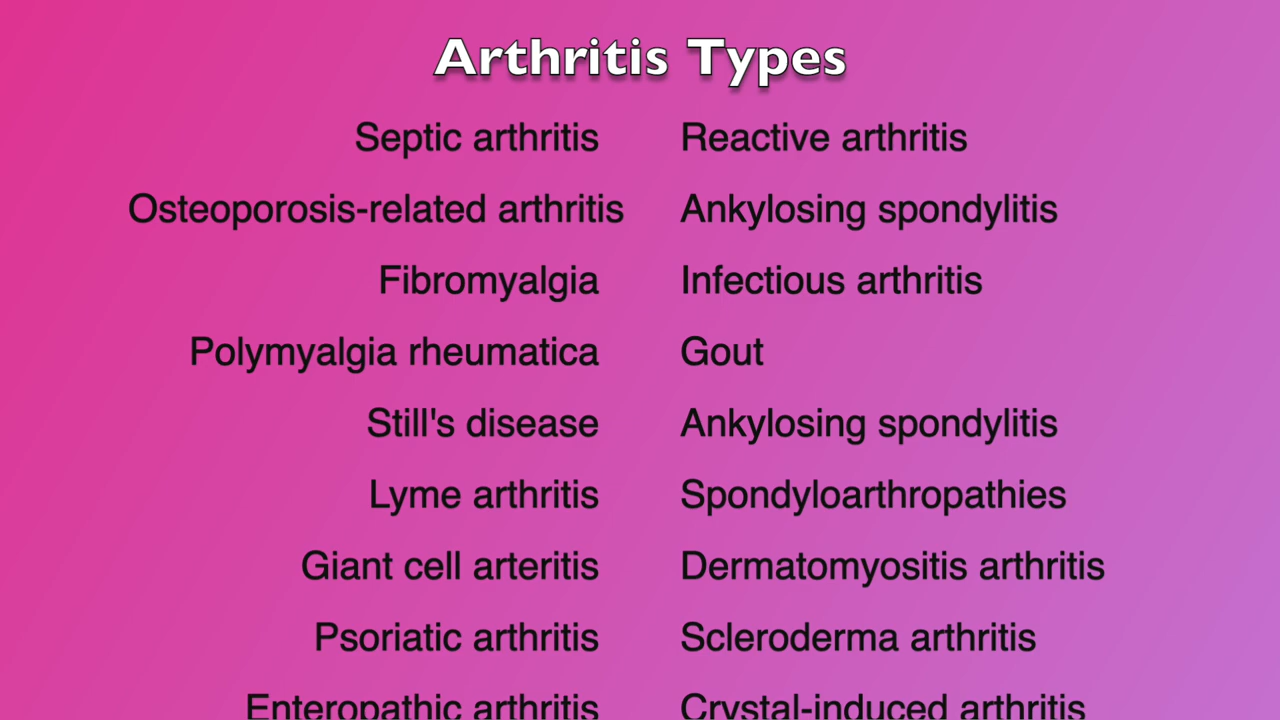 Arthritis Types
Septic arthritis Reactive arthritis
Osteoporosis-related arthritis Ankylosing spondylitis
Fibromyalgia Infectious arthritis
Polymyalgia rheumatica Gout
Still's disease Ankylosing spondylitis
Lyme arthritis Spondyloarthropathies
Giant cell arteritis Dermatomyositis arthritis
Psoriatic arthritis Scleroderma arthritis
Enteropathic arthritis Crystal-induced arthritis